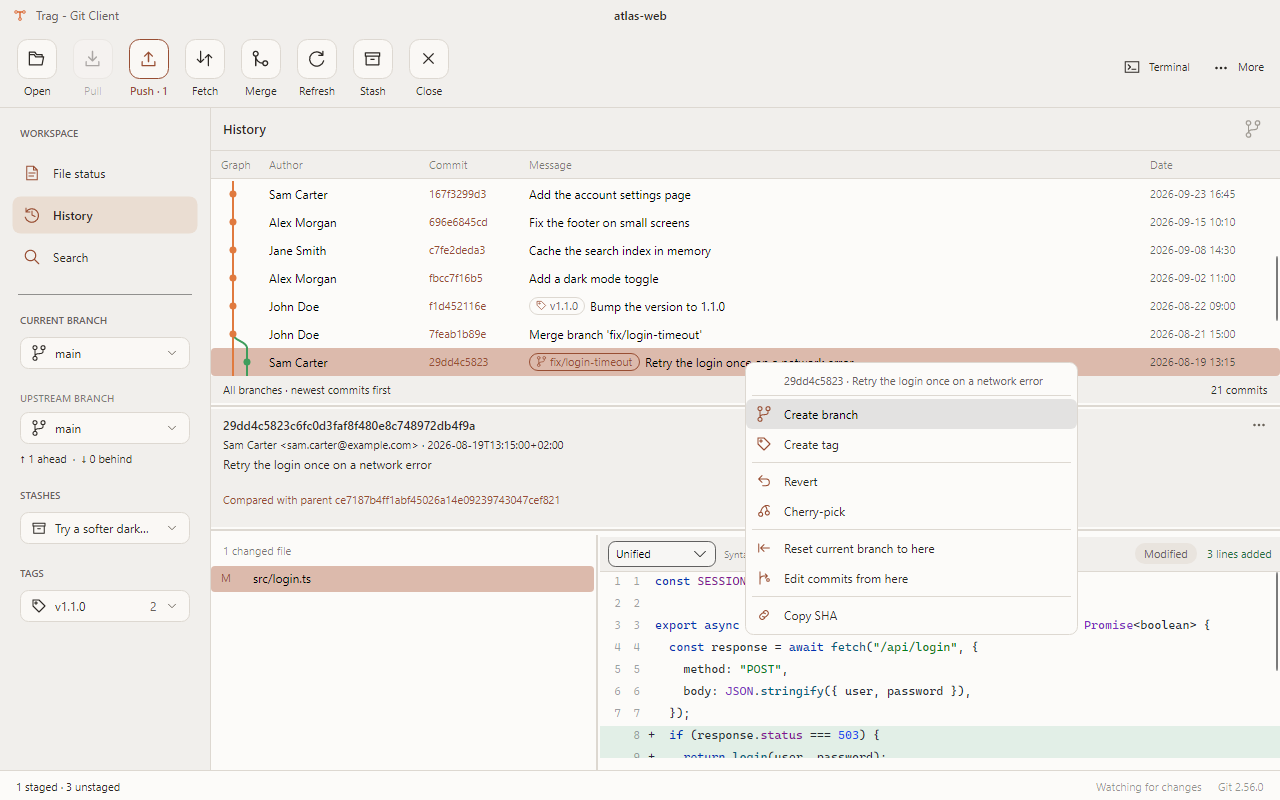 Trag - Git Client
atlas-web
Open
Pull
Push · 1
Fetch
Merge
Refresh
Stash
Close
Terminal
More
WORKSPACE
File status
History
Search
CURRENT BRANCH
main
UPSTREAM BRANCH
main
↑ 1 ahead · ↓ 0 behind
STASHES
Try a softer dark...
TAGS
v1.1.0 2
History
Graph Author Commit Message Date
Sam Carter 167f3299d3 Add the account settings page 2026-09-23 16:45
Alex Morgan 696e6845cd Fix the footer on small screens 2026-09-15 10:10
Jane Smith c7fe2deda3 Cache the search index in memory 2026-09-08 14:30
Alex Morgan fbcc7f16b5 Add a dark mode toggle 2026-09-02 11:00
John Doe f1d452116e v1.1.0 Bump the version to 1.1.0 2026-08-22 09:00
John Doe 7feab1b89e Merge branch 'fix/login-timeout' 2026-08-21 15:00
Sam Carter 29dd4c5823 fix/login-timeout Retry the login once on a network error 2026-08-19 13:15
All branches · newest commits first
21 commits
29dd4c5823c6fc0d3faf8f480e8c748972db4f9a
Sam Carter <sam.carter@example.com> · 2026-08-19T13:15:00+02:00
Retry the login once on a network error
Compared with parent ce7187b4ff1abf45026a14e09239743047cef821
29dd4c5823 · Retry the login once on a network error
Create branch
Create tag
Revert
Cherry-pick
Reset current branch to here
Edit commits from here
Copy SHA
1 changed file
M src/login.ts
Unified
Modified
3 lines added
1 1 const SESSION
2 2
3 3 export async Promise<boolean> {
4 4 const response = await fetch("/api/login", {
5 5 method: "POST",
6 6 body: JSON.stringify({ user, password }),
7 7 });
8 + if (response.status === 503) {
9 + return login(user, password);
1 staged · 3 unstaged
Watching for changes
Git 2.56.0